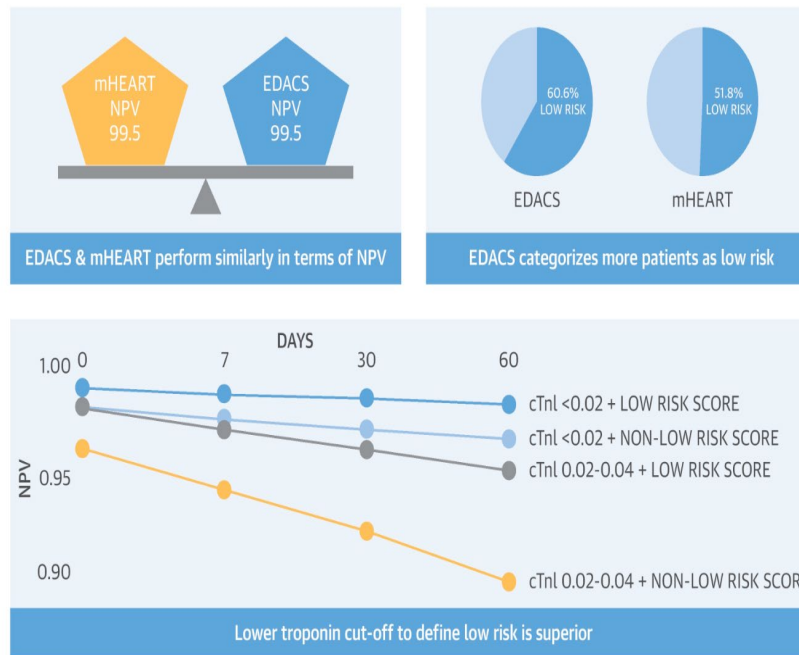 mHEART
NPV
99.5
EDACS
NPV
99.5
EDACS & mHEART perform similarly in terms of NPV
60.6%
LOW RISK
51.8%
LOW RISK
EDACS
mHEART
EDACS categorizes more patients as low risk
DAYS
0 7 30 60
1.00
0.95
0.90
NPV
cTnl <0.02 + LOW RISK SCORE
cTnl <0.02 + NON-LOW RISK SCORE
cTnl 0.02-0.04 + LOW RISK SCORE
cTnl 0.02-0.04 + NON-LOW RISK SCOR
Lower troponin cut-off to define low risk is superior